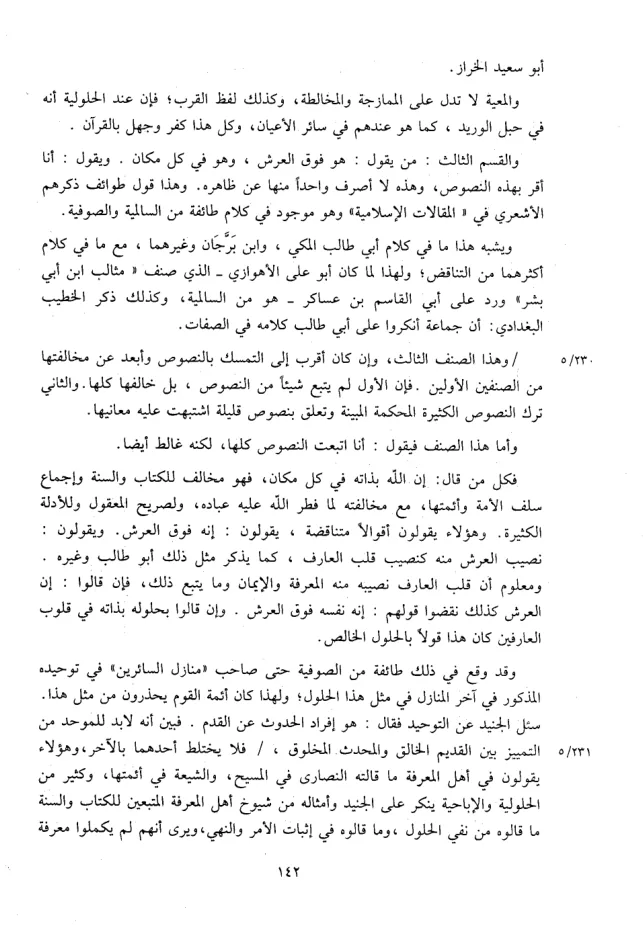 أبو سعيد الخراز.
والمعية لا تدل على الممازجة والمخالطة، وكذلك لفظ القرب؛ فإن عند الحلولية أنه
في حبل الوريد ، كما هو عندهم في سائر الأعيان، وكل هذا كفر وجهل بالقرآن .
والقسم الثالث : من يقول : هو فوق العرش ، وهو في كل مكان . ويقول : أنا
أقر بهذه النصوص، وهذه لا أصرف واحداً منها عن ظاهره. وهذا قول طوائف ذكرهم
الأشعري في « المقالات الإسلامية» وهو موجود في كلام طائفة من السالمية والصوفية.
ويشبه هذا ما في كلام أبي طالب المكي ، وابن بَرَّجَان وغيرهما ، مع ما في كلام
أكثرهما من التناقض؛ ولهذا لما كان أبو على الأهوازي ـ الذي صنف « مثالب ابن أبي
بشر» ورد على أبي القاسم بن عساكر ـ هو من السالمية، وكذلك ذكر الخطيب
البغدادي: أن جماعة أنكروا على أبي طالب كلامه في الصفات.
٥/٢٣٠ / وهذا الصنف الثالث، وإن كان أقرب إلى التمسك بالنصوص وأبعد عن مخالفتها
من الصنفين الأولين . فإن الأول لم يتبع شيئاً من النصوص ، بل خالفها كلها. والثاني
ترك النصوص الكثيرة المحكمة المبينة وتعلق بنصوص قليلة اشتبهت عليه معانيها.
وأما هذا الصنف فيقول : أنا اتبعت النصوص كلها، لكنه غالط أيضا.
فكل من قال: إن الله بذاته في كل مكان، فهو مخالف للكتاب والسنة وإجماع
سلف الأمة وأئمتها، مع مخالفته لما فطر الله عليه عباده، ولصريح المعقول وللأدلة
الكثيرة. وهؤلاء يقولون أقوالاً متناقضة ، يقولون : إنه فوق العرش. ويقولون :
نصيب العرش منه كنصيب قلب العارف ، كما يذكر مثل ذلك أبو طالب وغيره .
ومعلوم أن قلب العارف نصيبه منه المعرفة والإيمان وما يتبع ذلك، فإن قالوا : إن
العرش كذلك نقضوا قولهم : إنه نفسه فوق العرش . وإن قالوا بحلوله بذاته في قلوب
العارفين كان هذا قولاً بالحلول الخالص.
وقد وقع في ذلك طائفة من الصوفية حتى صاحب «منازل السائرين» في توحيده
المذكور في آخر المنازل في مثل هذا الحلول؛ ولهذا كان أئمة القوم يحذرون من مثل هذا.
سئل الجنيد عن التوحيد فقال : هو إفراد الحدوث عن القدم . فبين أنه لابد للموحد من
٥/٢٣١ التمييز بين القديم الخالق والمحدث المخلوق ، / فلا يختلط أحدهما بالآخر،وهؤلاء
يقولون في أهل المعرفة ما قالته النصارى في المسيح، والشيعة في أئمتها، وكثير من
الحلولية والإباحية ينكر على الجنيد وأمثاله من شيوخ أهل المعرفة المتبعين للكتاب والسنة
ما قالوه من نفي الحلول ،وما قالوه في إثبات الأمر والنهي،ويرى أنهم لم يكملوا معرفة
١٤٢